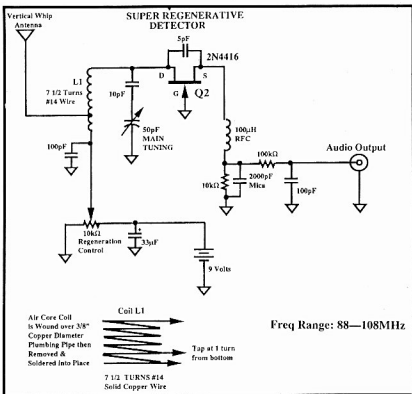 SUPER REGENERATIVE
DETECTOR
Vertical Whip
Antenna
5pF
2N4416
D
S
G
Q2
L1
7 1/2 Turns
#14 Wire
10pF
50pF
MAIN
TUNING
100pF
100µH
RFC
100kΩ
Audio Output
10kΩ
2000pF
Mica
100pF
10kΩ
Regeneration
Control
+
33µF
9 Volts
Air Core Coil
is Wound over 3/8"
Copper Diameter
Plumbing Pipe then
Removed &
Soldered into Place
Coil L1
Tap at 1 turn
from bottom
7 1/2 TURNS #14
Solid Copper Wire
Freq Range: 88—108MHz